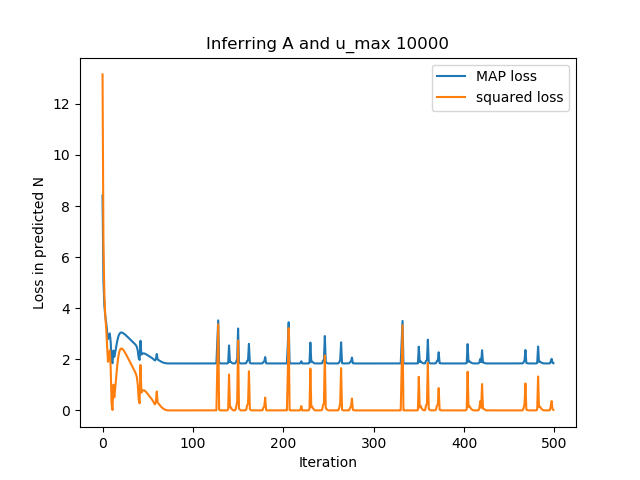 Inferring A and u_max 10000
MAP loss
squared loss
Loss in predicted N
12
10
8
6
4
2
0
0 100 200 300 400 500
Iteration